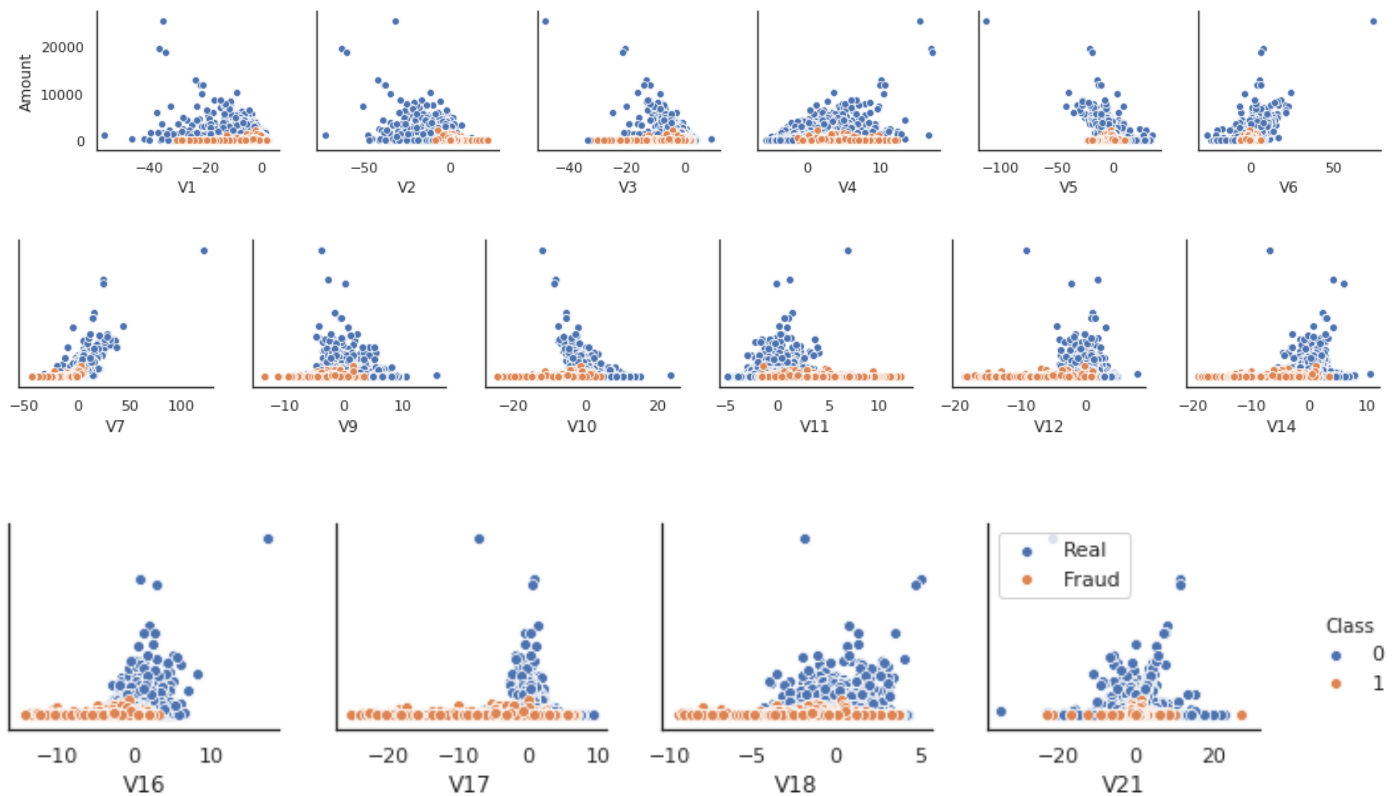 Amount
20000
10000
0
−40 −20 0
V1
−50 0
V2
−40 −20 0
V3
0 10
V4
−100 −50 0
V5
0 50
V6
−50 0 50 100
V7
−10 0 10
V9
−20 0 20
V10
−5 0 5 10
V11
−20 −10 0
V12
−20 −10 0 10
V14
−10 0 10
V16
−20 −10 0 10
V17
−10 −5 0 5
V18
Real
Fraud
−20 0 20
V21
Class
0
1